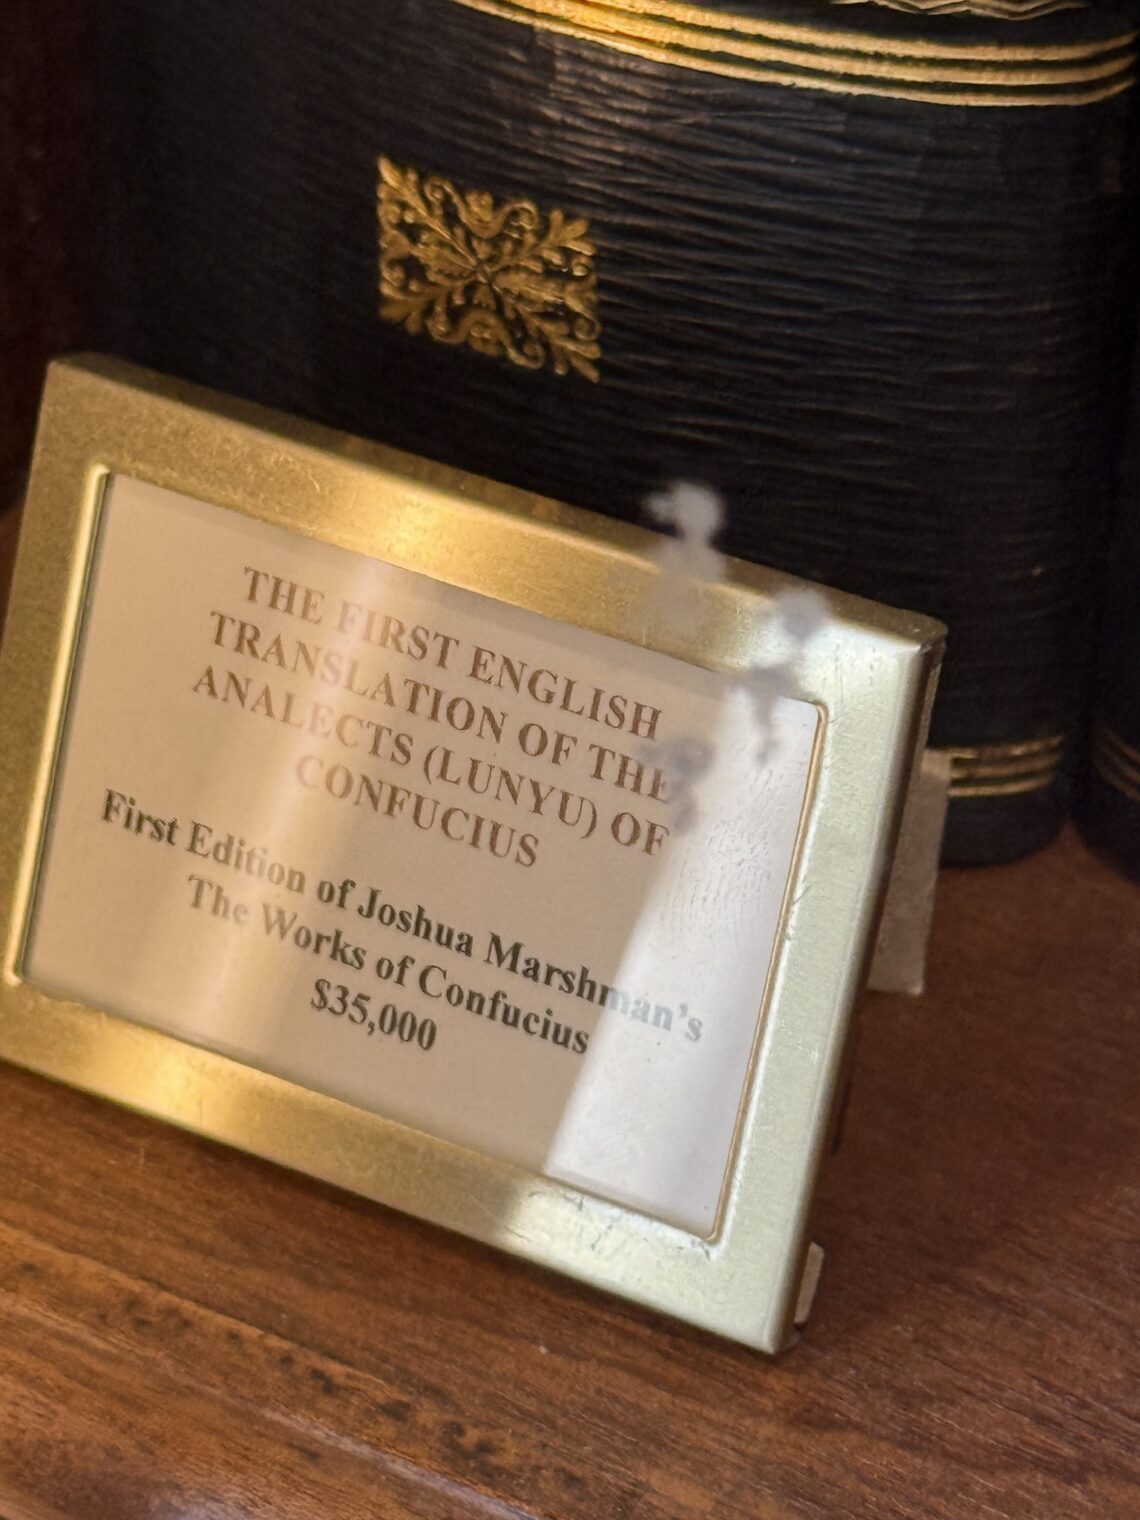 THE FIRST ENGLISH
TRANSLATION OF THE
ANALECTS (LUNYU) OF
CONFUCIUS
First Edition of Joshua Marshman's
The Works of Confucius
$35,000